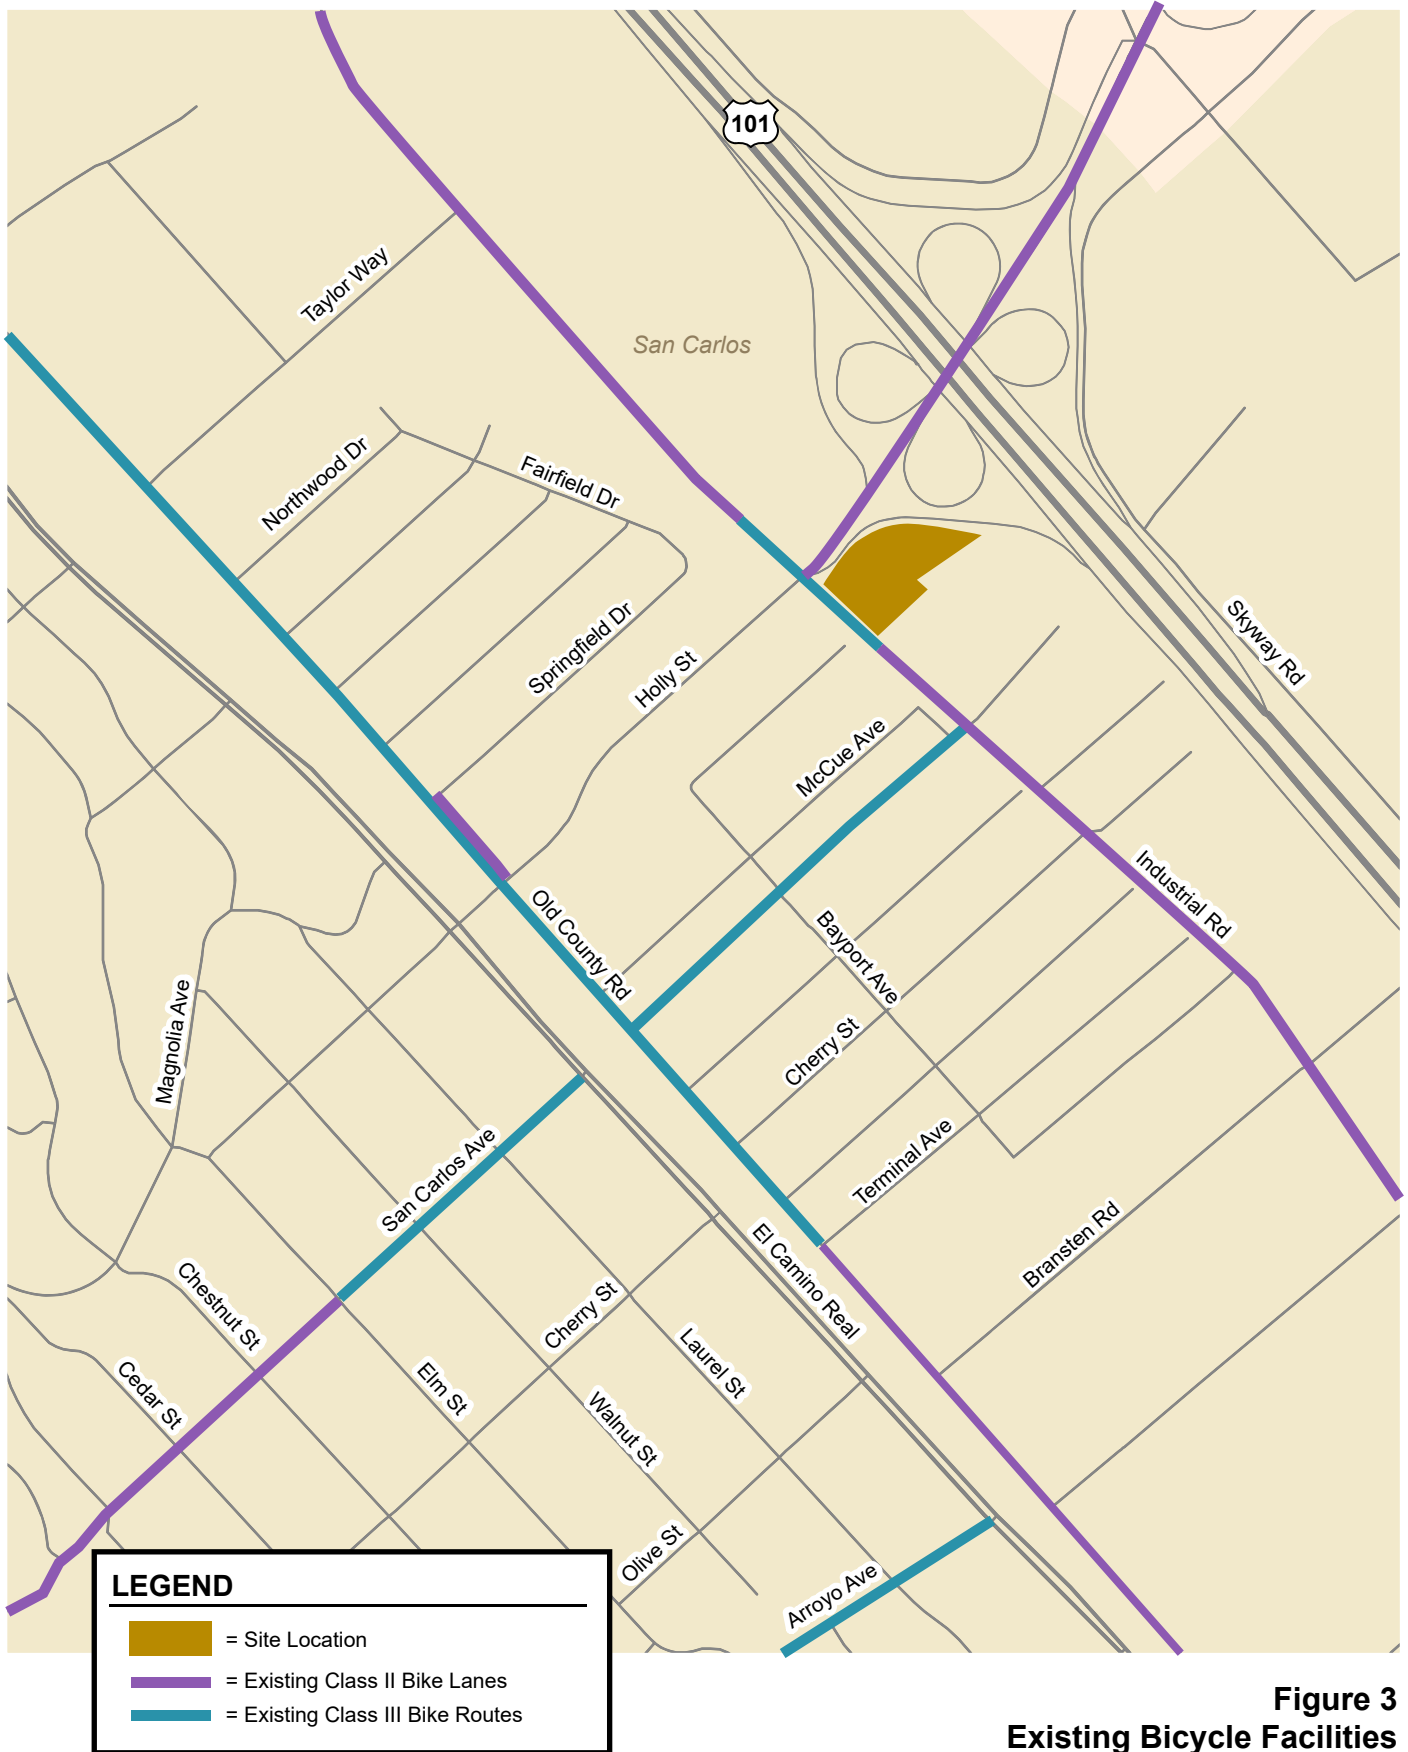 101
Taylor Way
San Carlos
Northwood Dr
Fairfield Dr
Springfield Dr
Holly St
Skyway Rd
McCue Ave
Industrial Rd
Old County Rd
Bayport Ave
Magnolia Ave
Cherry St
San Carlos Ave
Terminal Ave
Bransten Rd
El Camino Real
Chestnut St
Cherry St
Laurel St
Cedar St
Elm St
Walnut St
Olive St
Arroyo Ave
LEGEND
= Site Location
= Existing Class II Bike Lanes
= Existing Class III Bike Routes
Figure 3
Existing Bicycle Facilities